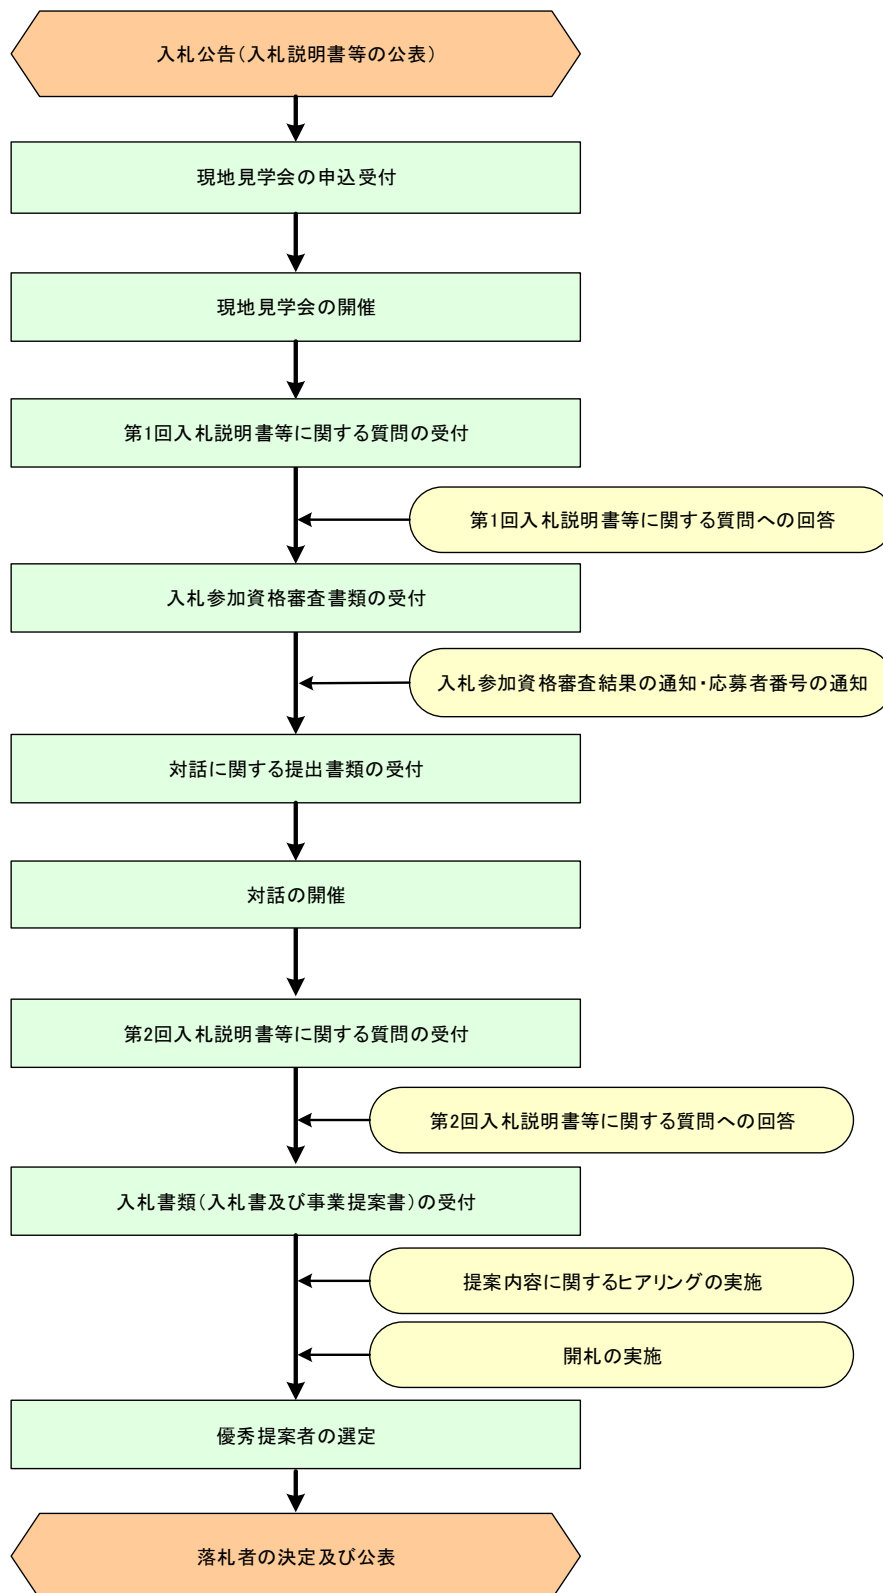 入札公告（入札説明書等の公表）
現地見学会の申込受付
現地見学会の開催
第1回入札説明書等に関する質問の受付
第1回入札説明書等に関する質問への回答
入札参加資格審査書類の受付
入札参加資格審査結果の通知・応募者番号の通知
対話に関する提出書類の受付
対話の開催
第2回入札説明書等に関する質問の受付
第2回入札説明書等に関する質問への回答
入札書類（入札書及び事業提案書）の受付
提案内容に関するヒアリングの実施
開札の実施
優秀提案者の選定
落札者の決定及び公表